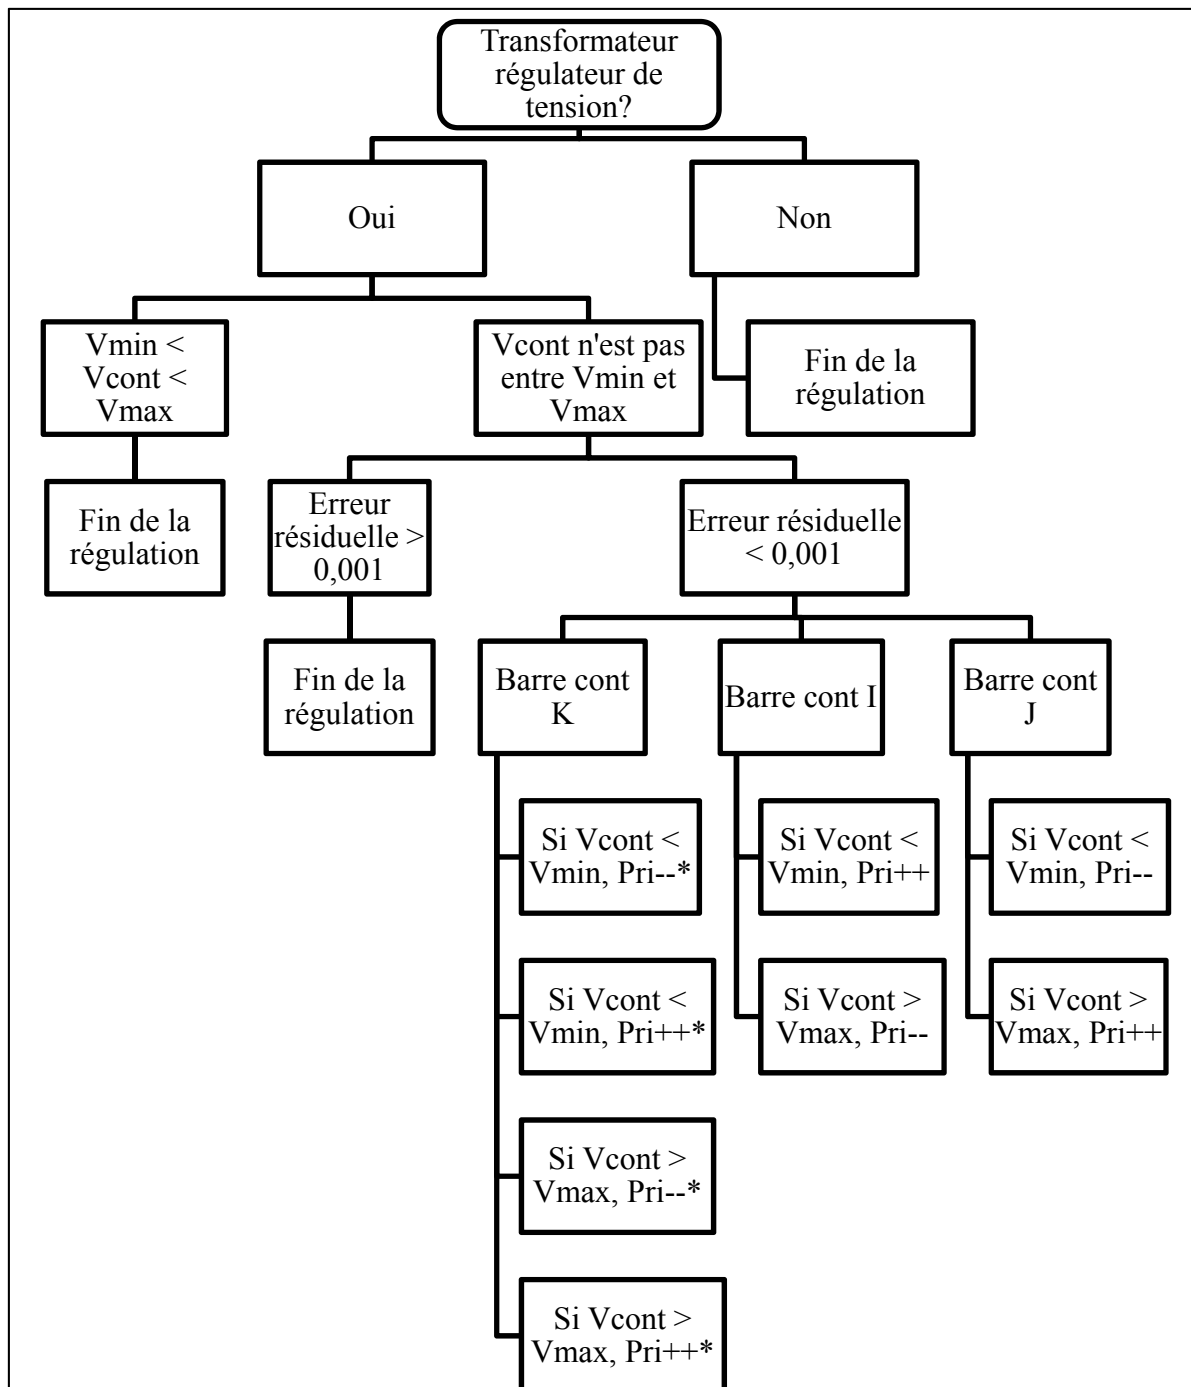 Transformateur
régulateur de
tension?
Oui
Non
Vmin <
Vcont <
Vmax
Vcont n'est pas
entre Vmin et
Vmax
Fin de la
régulation
Fin de la
régulation
Erreur
résiduelle >
0,001
Erreur résiduelle
< 0,001
Fin de la
régulation
Barre cont
K
Barre cont I
Barre cont
J
Si Vcont <
Vmin, Pri--*
Si Vcont <
Vmin, Pri++
Si Vcont <
Vmin, Pri--
Si Vcont <
Vmin, Pri++*
Si Vcont >
Vmax, Pri--
Si Vcont >
Vmax, Pri++
Si Vcont >
Vmax, Pri--*
Si Vcont >
Vmax, Pri++*